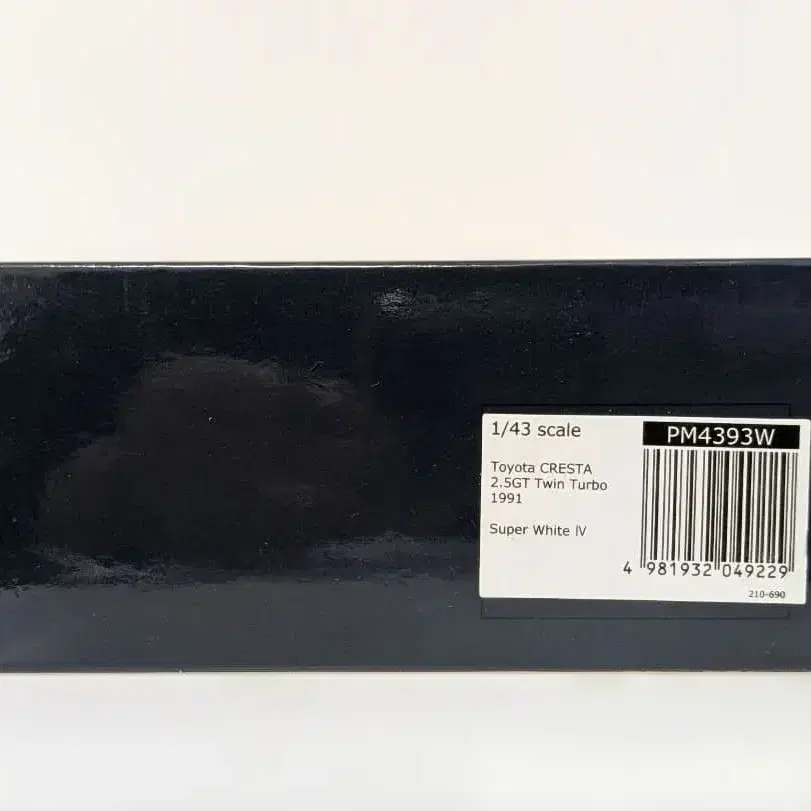 1/43 scale
PM4393W
Toyota CRESTA
2.5GT Twin Turbo
1991
Super White Ⅳ
4 981932 049229
210-690